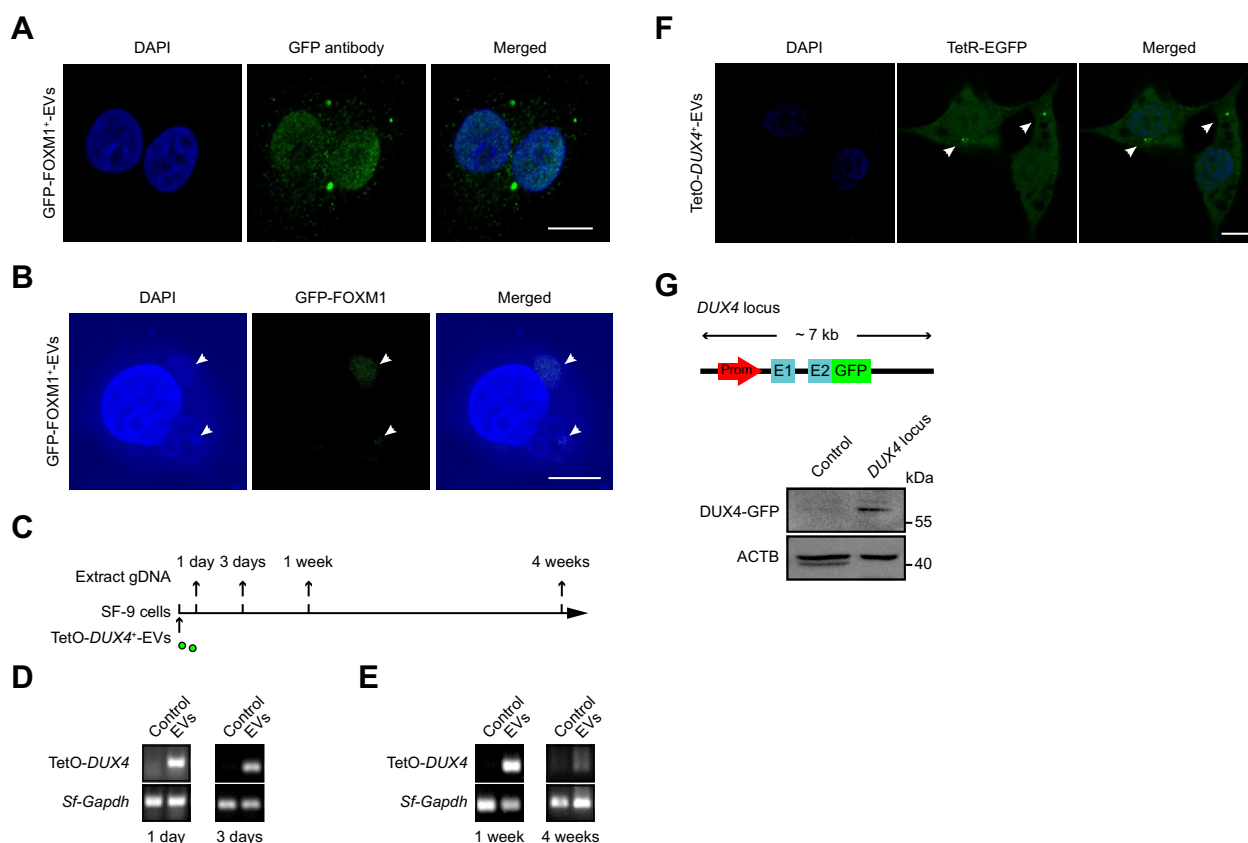 A
DAPI GFP antibody Merged
GFP-FOXM1⁺-EVs
B
DAPI GFP-FOXM1 Merged
GFP-FOXM1⁺-EVs
C
1 day 3 days 1 week 4 weeks
Extract gDNA
SF-9 cells
TetO-DUX4⁺-EVs
D
Control EVs Control EVs
TetO-DUX4
Sf-Gapdh
1 day 3 days
E
Control EVs Control EVs
TetO-DUX4
Sf-Gapdh
1 week 4 weeks
F
DAPI TetR-EGFP Merged
TetO-DUX4⁺-EVs
G
DUX4 locus
~ 7 kb
Prom E1 E2 GFP
Control DUX4 locus
kDa
DUX4-GFP
55
ACTB
40